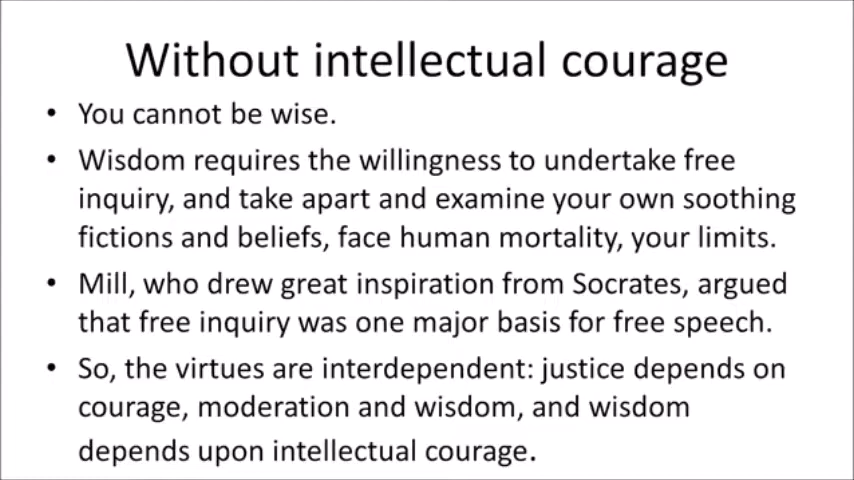 Without intellectual courage
• You cannot be wise.
• Wisdom requires the willingness to undertake free
inquiry, and take apart and examine your own soothing
fictions and beliefs, face human mortality, your limits.
• Mill, who drew great inspiration from Socrates, argued
that free inquiry was one major basis for free speech.
• So, the virtues are interdependent: justice depends on
courage, moderation and wisdom, and wisdom
depends upon intellectual courage.